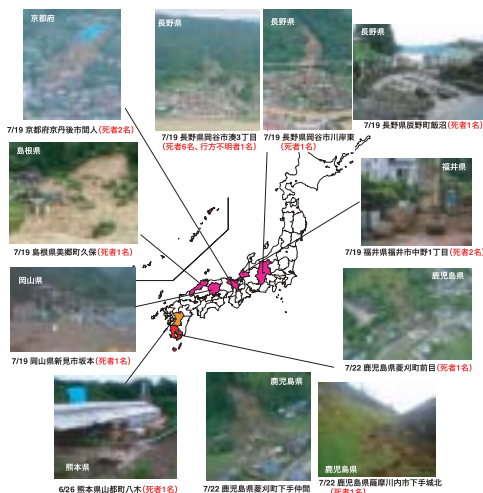 京都府
7/19 京都府京丹後市間人(死者2名)
長野県
7/19 長野県岡谷市湊3丁目
(死者6名、行方不明者1名)
長野県
7/19 長野県岡谷市川岸東
(死者1名)
長野県
7/19 長野県辰野町飯沼(死者1名)
島根県
7/19 島根県美郷町久保(死者1名)
福井県
7/19 福井県福井市中野1丁目(死者2名)
岡山県
7/19 岡山県新見市坂本(死者1名)
鹿児島県
7/22 鹿児島県菱刈町前目(死者1名)
熊本県
6/26 熊本県山都町八木(死者1名)
鹿児島県
7/22 鹿児島県菱刈町下手仲間
鹿児島県
7/22 鹿児島県薩摩川内市下手城北
(死者1名)